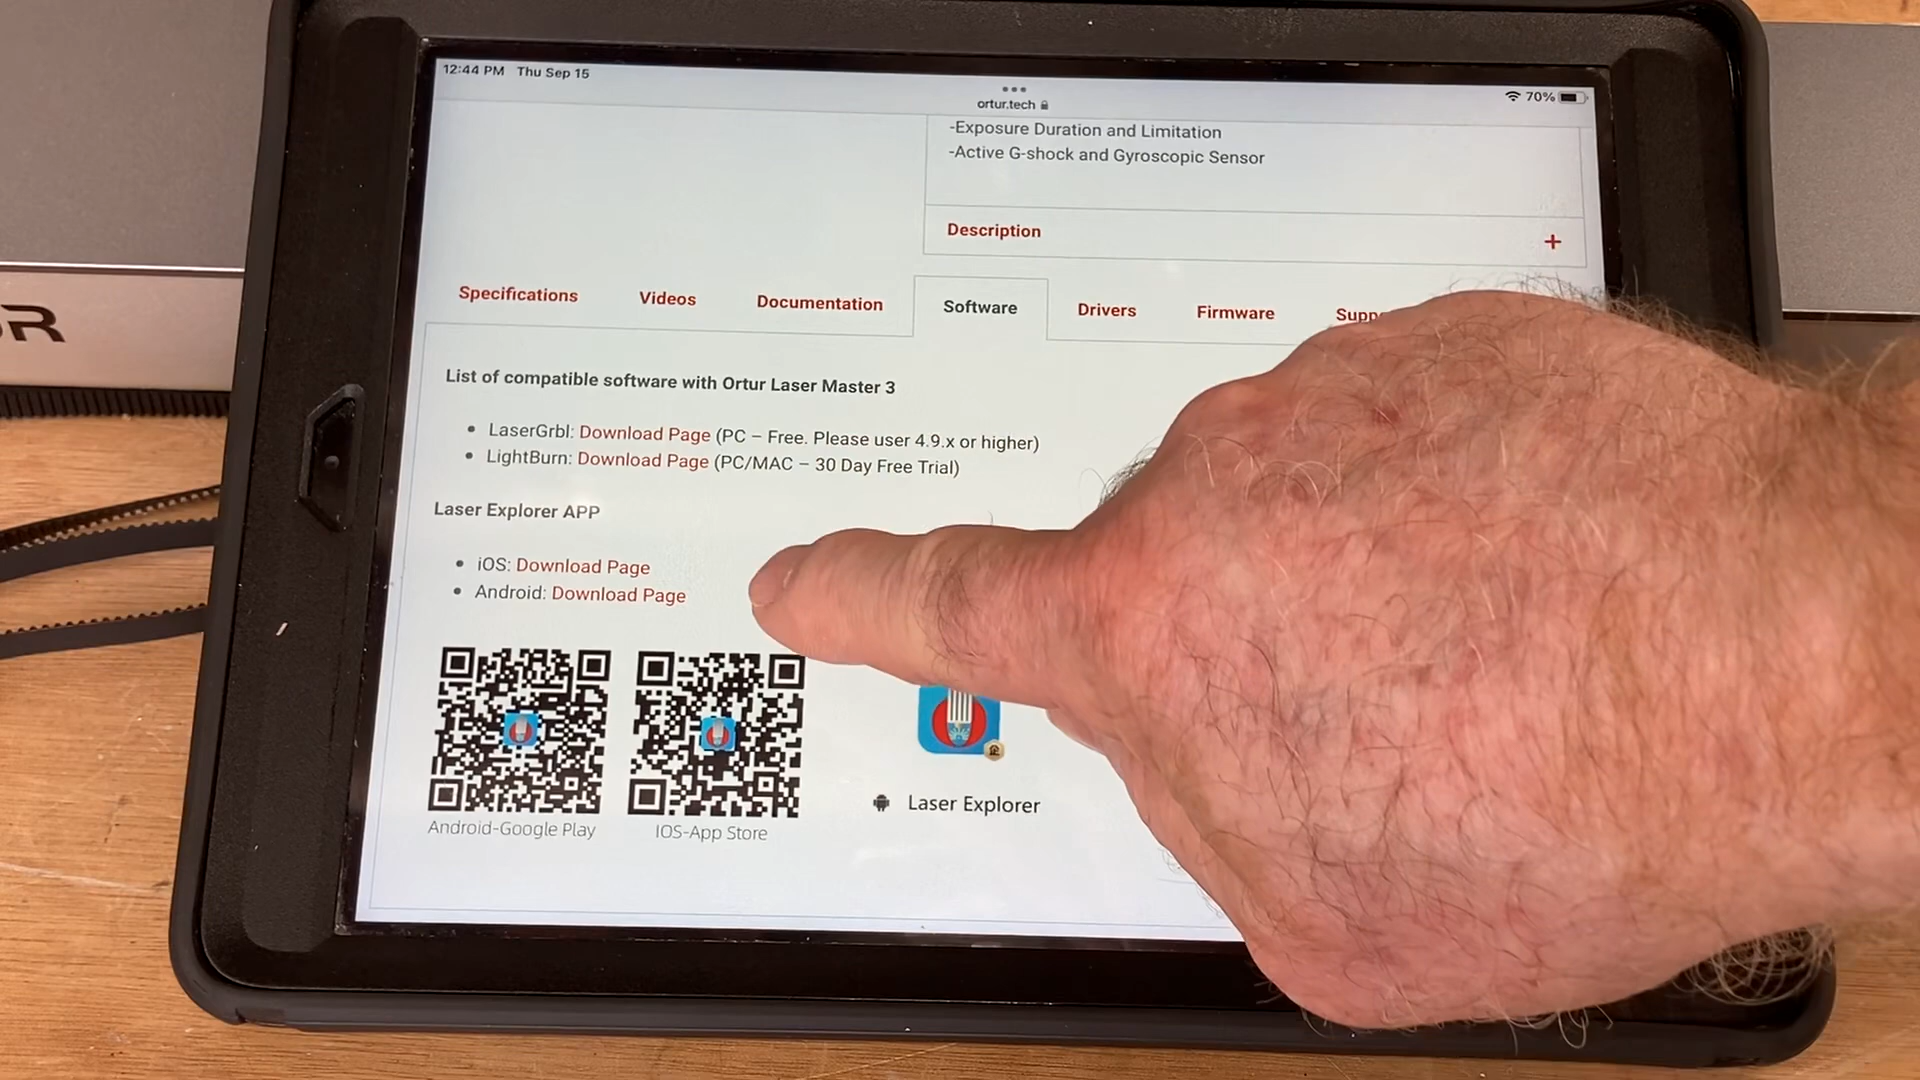 12:44 PM Thu Sep 15
ortur.tech
70%
-Exposure Duration and Limitation
-Active G-shock and Gyroscopic Sensor
Description
Specifications Videos Documentation Software Drivers Firmware
List of compatible software with Ortur Laser Master 3
LaserGrbl: Download Page (PC – Free. Please user 4.9.x or higher)
LightBurn: Download Page (PC/MAC – 30 Day Free Trial)
Laser Explorer APP
iOS: Download Page
Android: Download Page
Android-Google Play IOS-App Store
Laser Explorer